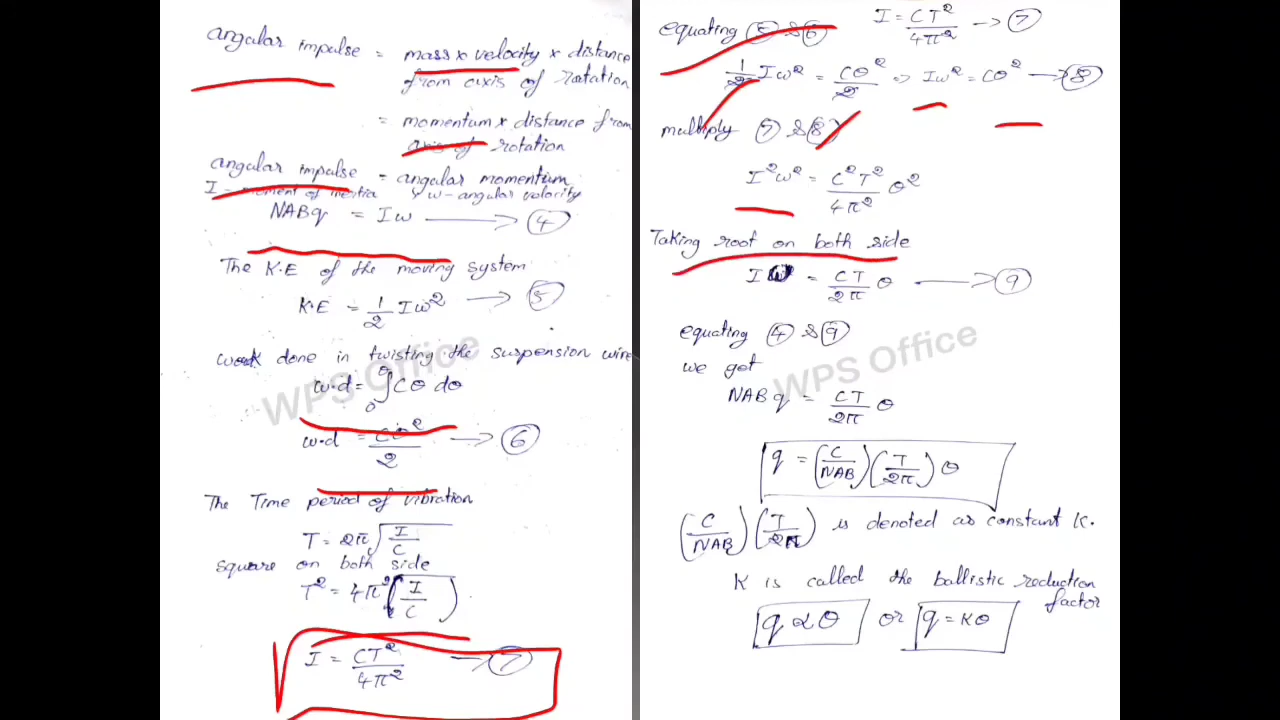 angular impulse = mass x velocity x distance
from axis of rotation
= momentum x distance from
axis of rotation
angular impulse = angular momentum
I - moment of inertia & w - angular velocity
NABq = Iω → ④
The K.E of the moving system
K.E = 1/2 Iω² → ⑤
work done in twisting the suspension wire
w.d = ∫₀^θ Cθ dθ
w.d = Cθ²/2 → ⑥
The Time period of vibration
T = 2π√(I/C)
square on both side
T² = 4π² (I/C)
I = CT²/4π² → ⑦
equating ⑤ & ⑥ I = CT²/4π² → ⑦
1/2 Iω² = Cθ²/2 ⇒ Iω² = Cθ² → ⑧
multiply ⑦ & ⑧
I²ω² = C²T²/4π² θ²
Taking root on both side
Iω = CT/2π θ → ⑨
equating ④ & ⑨
we get
NABq = CT/2π θ
q = (C/NAB)(T/2π) θ
(C/NAB)(T/2π) is denoted as constant K.
K is called the ballistic reduction
factor
q ∝ θ or q = Kθ
WPS Office
WPS Office